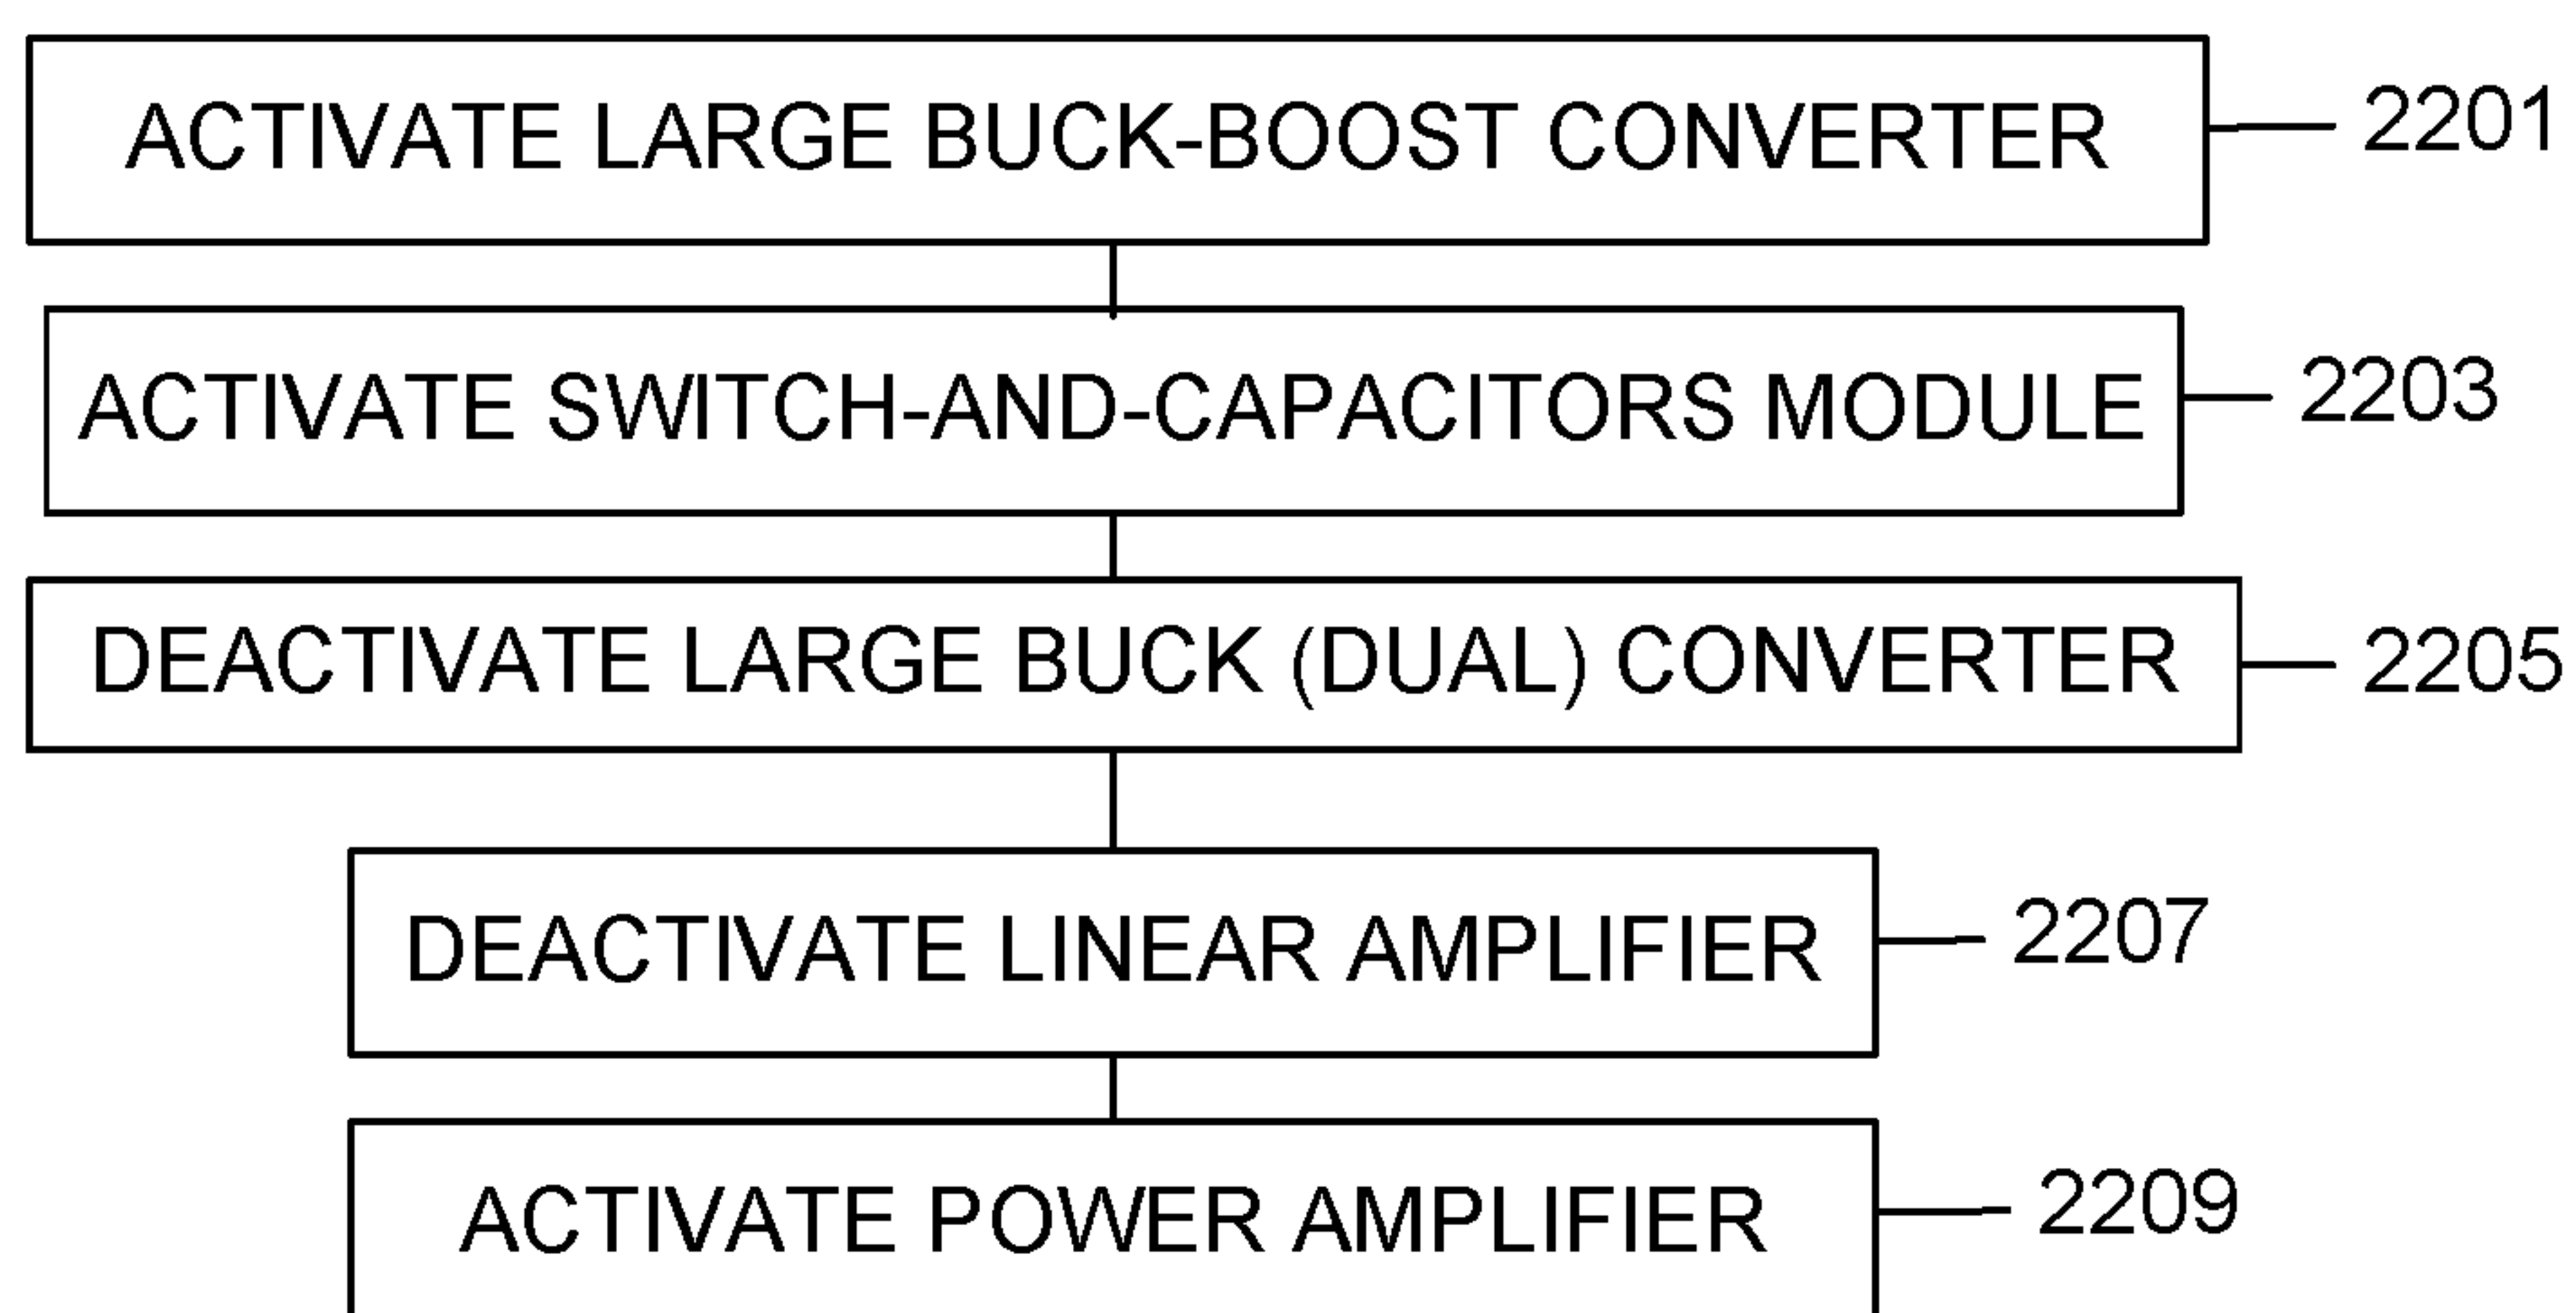 ACTIVATE LARGE BUCK-BOOST CONVERTER 2201
ACTIVATE SWITCH-AND-CAPACITORS MODULE 2203
DEACTIVATE LARGE BUCK (DUAL) CONVERTER 2205
DEACTIVATE LINEAR AMPLIFIER 2207
ACTIVATE POWER AMPLIFIER 2209